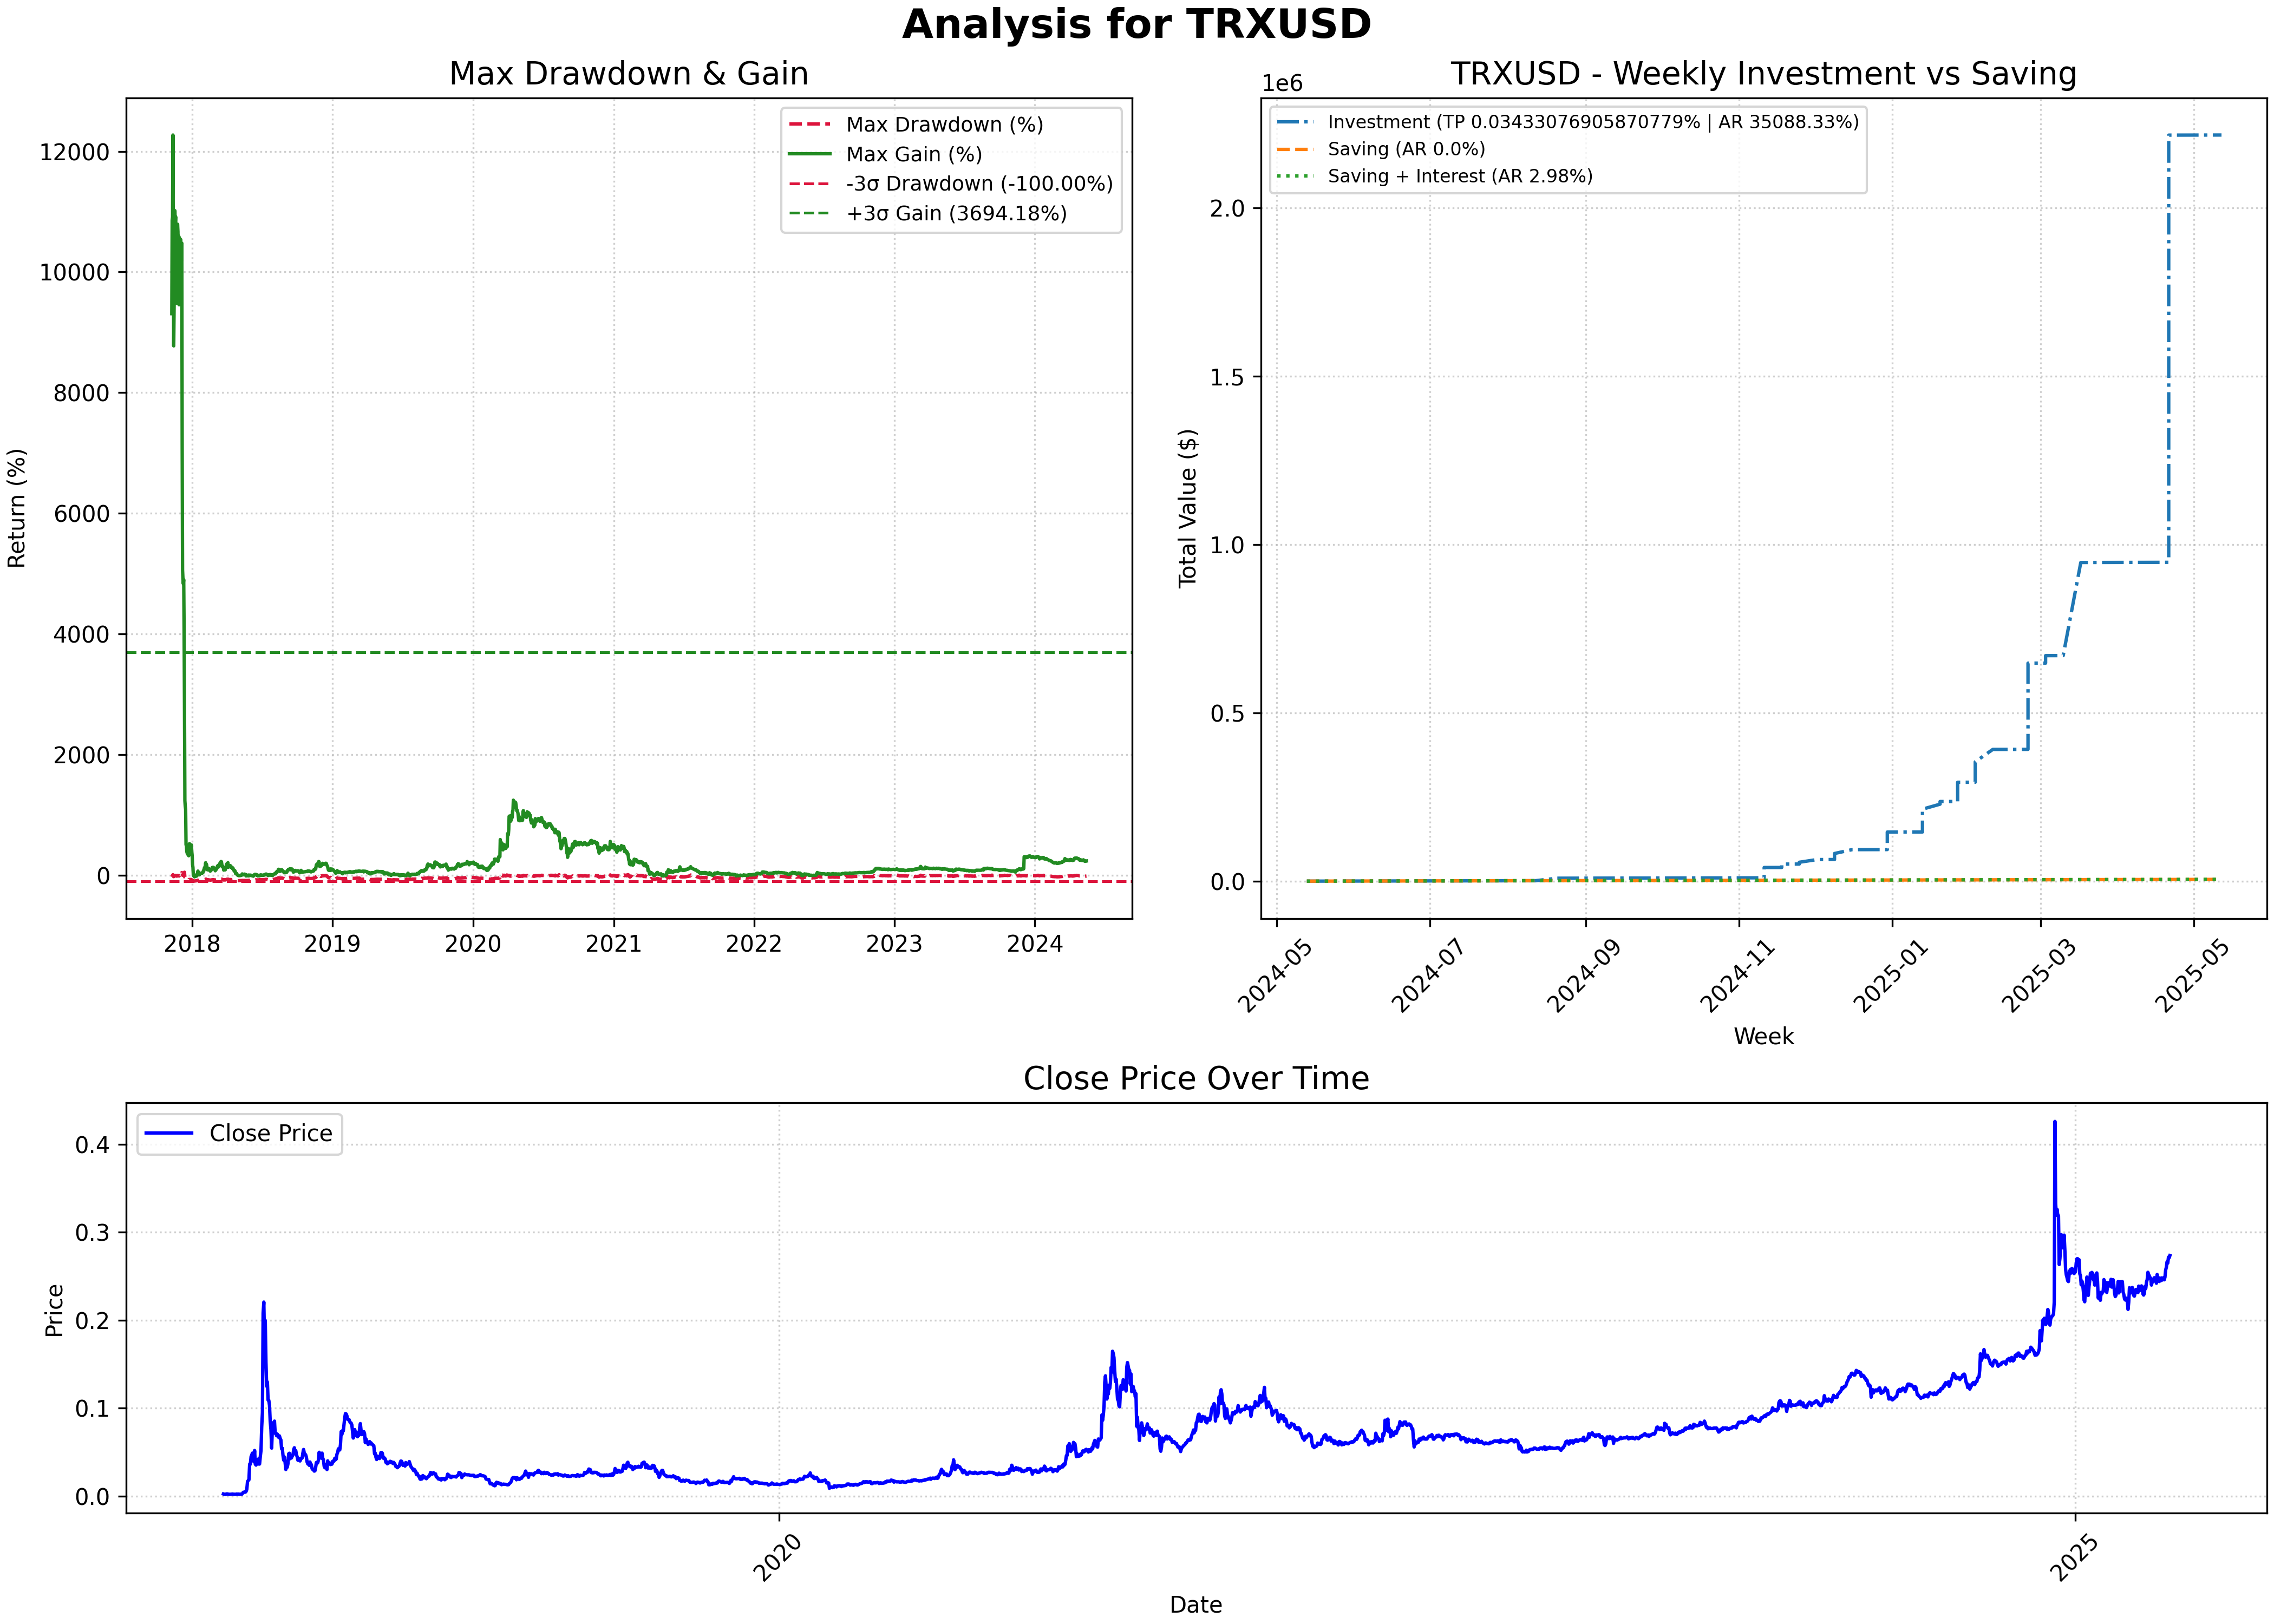 Analysis for TRXUSD
Max Drawdown & Gain
Return (%)
12000
10000
8000
6000
4000
2000
0
Max Drawdown (%)
Max Gain (%)
-3σ Drawdown (-100.00%)
+3σ Gain (3694.18%)
2018
2019
2020
2021
2022
2023
2024
TRXUSD - Weekly Investment vs Saving
1e6
Total Value ($)
2.0
1.5
1.0
0.5
0.0
Investment (TP 0.03433076905870779% | AR 35088.33%)
Saving (AR 0.0%)
Saving + Interest (AR 2.98%)
2024-05
2024-07
2024-09
2024-11
2025-01
2025-03
2025-05
Week
Close Price Over Time
Price
0.4
0.3
0.2
0.1
0.0
Close Price
2020
2025
Date